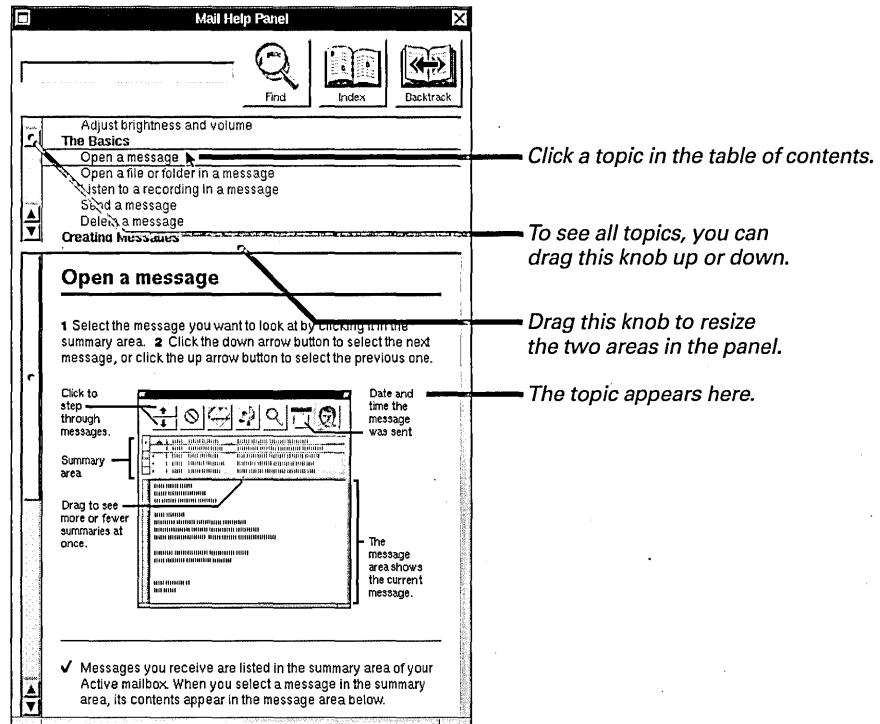 Mail Help Panel
Find
Index
Backtrack
Adjust brightness and volume
The Basics
Open a message
Open a file or folder in a message
Listen to a recording in a message
Send a message
Delete a message
Creating Messages
Click a topic in the table of contents.
To see all topics, you can
drag this knob up or down.
Drag this knob to resize
the two areas in the panel.
The topic appears here.
Open a message
1 Select the message you want to look at by clicking it in the
summary area. 2 Click the down arrow button to select the next
message, or click the up arrow button to select the previous one.
Click to
step
through
messages.
Date and
time the
message
was sent
Summary
area
Drag to see
more or fewer
summaries at
once.
The
message
area shows
the current
message.
✓ Messages you receive are listed in the summary area of your
Active mailbox. When you select a message in the summary
area, its contents appear in the message area below.